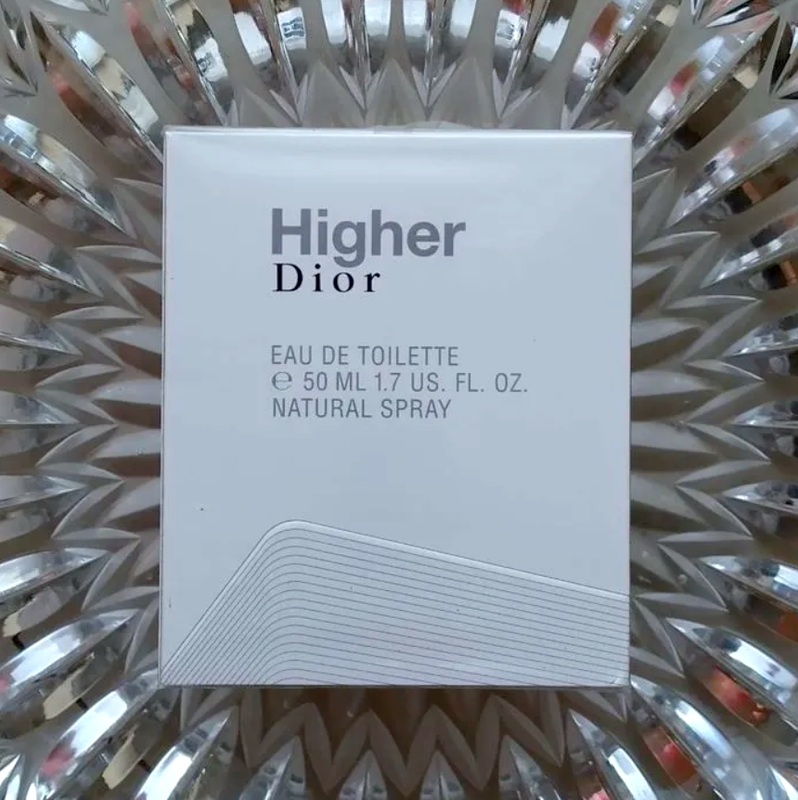 Higher
Dior
EAU DE TOILETTE
℮ 50 ML 1.7 US. FL. OZ.
NATURAL SPRAY